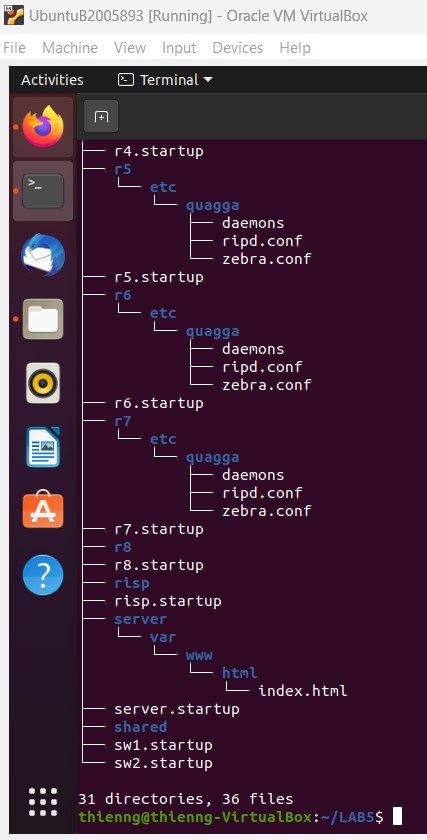 UbuntuB2005893 [Running] - Oracle VM VirtualBox
File Machine View Input Devices Help
Activities Terminal
r4.startup
r5
etc
quagga
daemons
ripd.conf
zebra.conf
r5.startup
r6
etc
quagga
daemons
ripd.conf
zebra.conf
r6.startup
r7
etc
quagga
daemons
ripd.conf
zebra.conf
r7.startup
r8
r8.startup
risp
risp.startup
server
var
www
html
index.html
server.startup
shared
sw1.startup
sw2.startup
31 directories, 36 files
thienng@thienng-VirtualBox:~/LAB5$